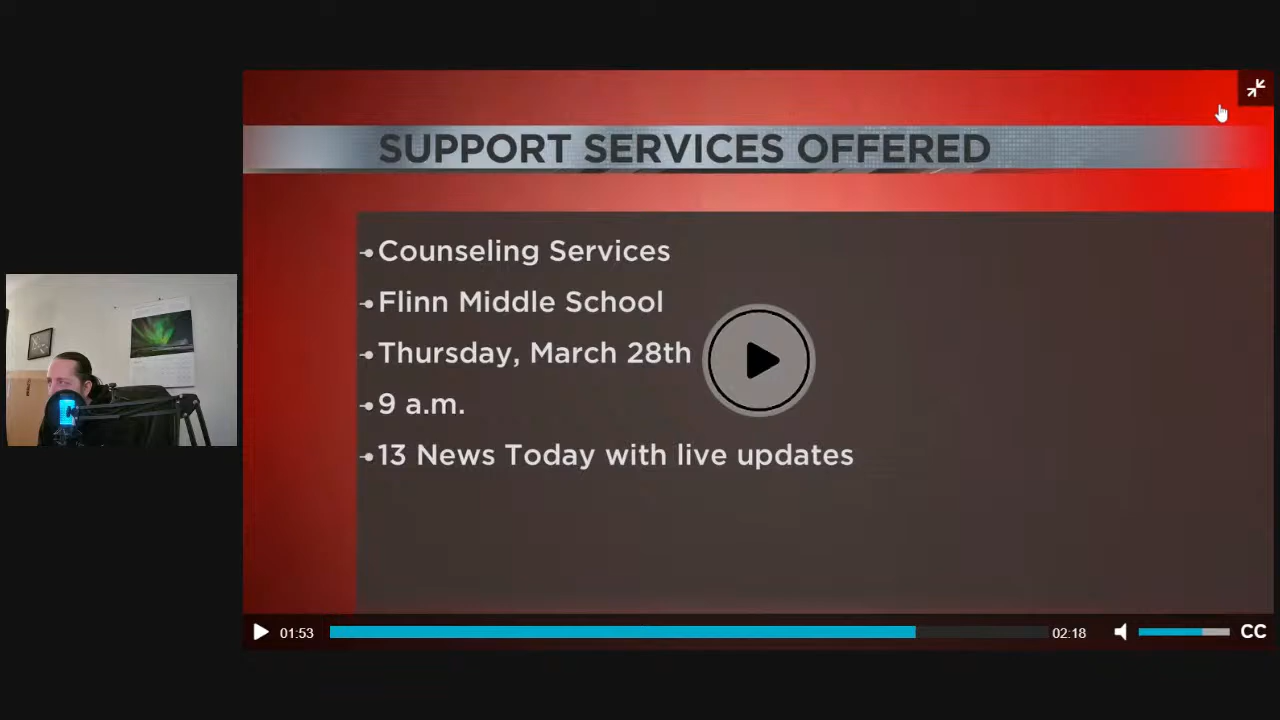 SUPPORT SERVICES OFFERED
Counseling Services
Flinn Middle School
Thursday, March 28th
9 a.m.
13 News Today with live updates
01:53
02:18
CC